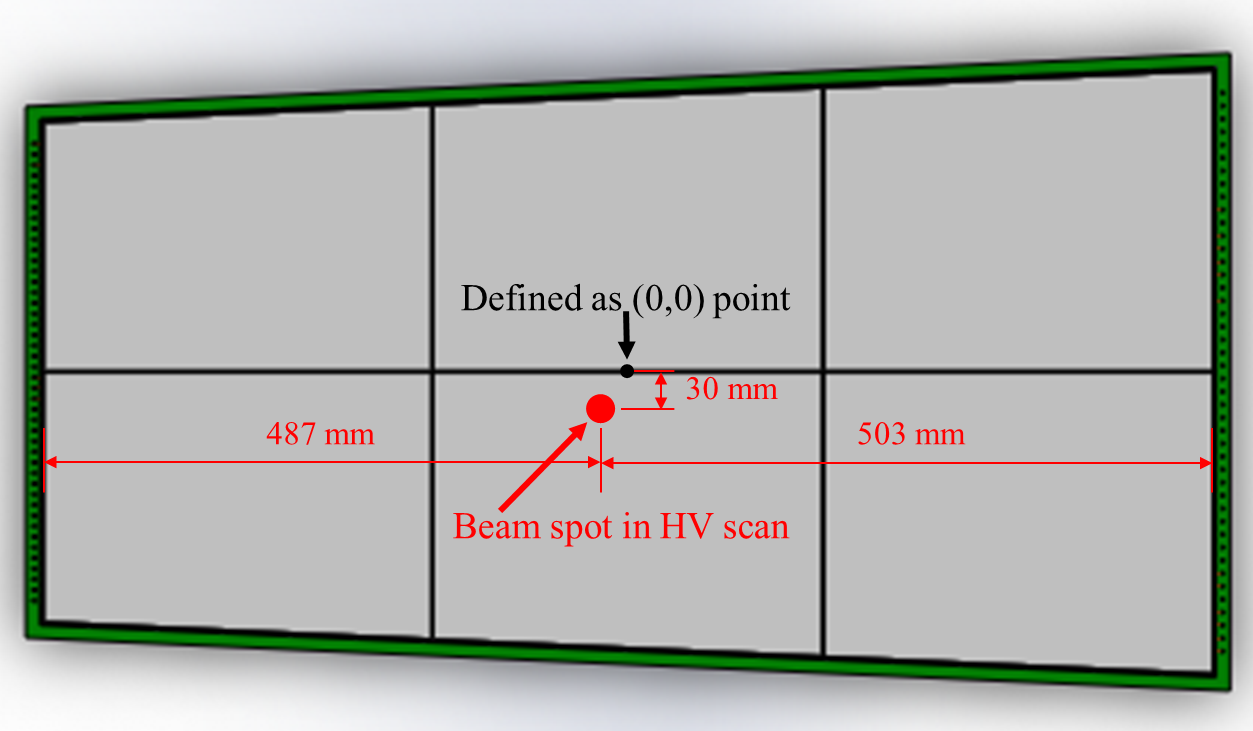 Defined as (0,0) point
30 mm
487 mm
503 mm
Beam spot in HV scan